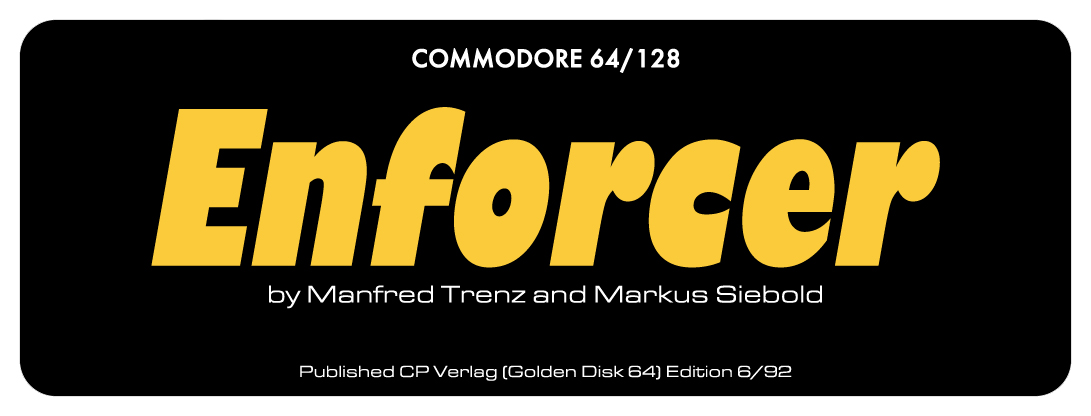 COMMODORE 64/128
Enforcer
by Manfred Trenz and Markus Siebold
Published CP Verlag (Golden Disk 64) Edition 6/92